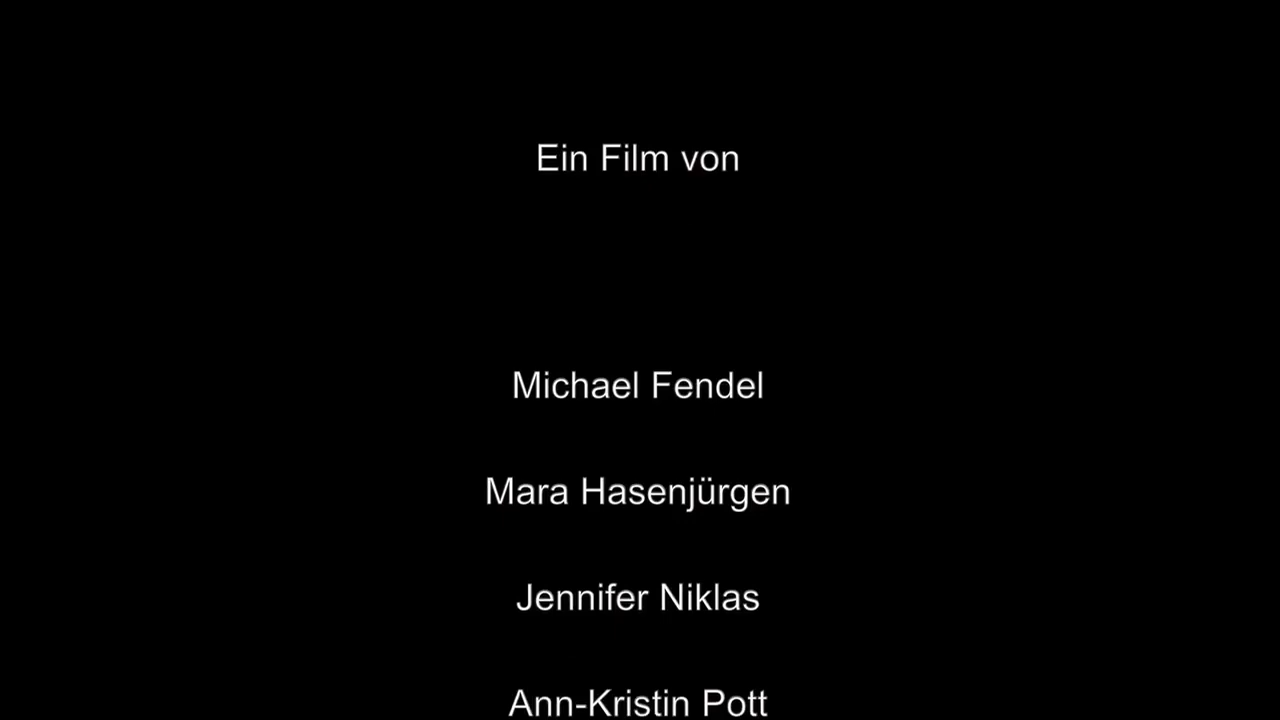 Ein Film von
Michael Fendel
Mara Hasenjürgen
Jennifer Niklas
Ann-Kristin Pott